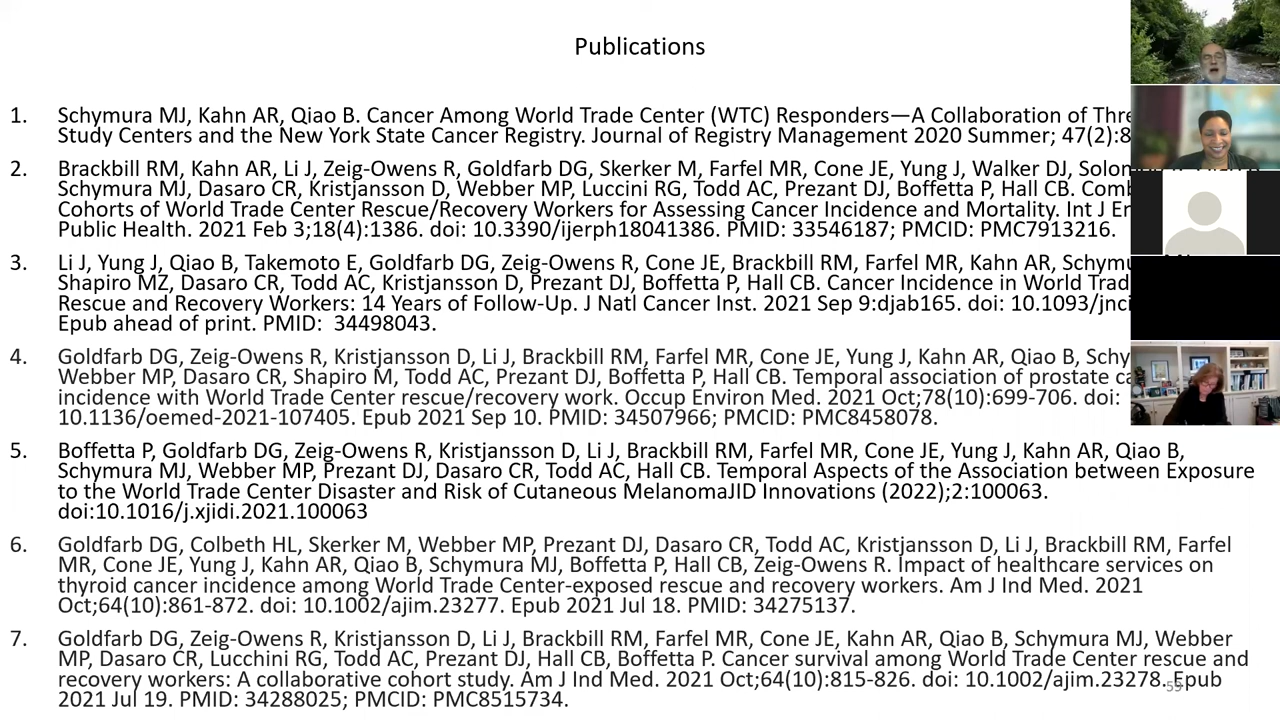 Publications
1. Schymura MJ, Kahn AR, Qiao B. Cancer Among World Trade Center (WTC) Responders—A Collaboration of
Study Centers and the New York State Cancer Registry. Journal of Registry Management 2020 Summer; 47(2):8
2. Brackbill RM, Kahn AR, Li J, Zeig-Owens R, Goldfarb DG, Skerker M, Farfel MR, Cone JE, Yung J, Walker DJ,
Schymura MJ, Dasaro CR, Kristjansson D, Webber MP, Luccini RG, Todd AC, Prezant DJ, Boffetta P, Hall CB.
Cohorts of World Trade Center Rescue/Recovery Workers for Assessing Cancer Incidence and Mortality. Int J
Public Health. 2021 Feb 3;18(4):1386. doi: 10.3390/ijerph18041386. PMID: 33546187; PMCID: PMC7913216.
3. Li J, Yung J, Qiao B, Takemoto E, Goldfarb DG, Zeig-Owens R, Cone JE, Brackbill RM, Farfel MR, Kahn AR,
Shapiro MZ, Dasaro CR, Todd AC, Kristjansson D, Prezant DJ, Boffetta P, Hall CB. Cancer Incidence in World
Rescue and Recovery Workers: 14 Years of Follow-Up. J Natl Cancer Inst. 2021 Sep 9:djab165. doi: 10.1093/jnci
Epub ahead of print. PMID: 34498043.
4. Goldfarb DG, Zeig-Owens R, Kristjansson D, Li J, Brackbill RM, Farfel MR, Cone JE, Yung J, Kahn AR, Qiao B,
Webber MP, Dasaro CR, Shapiro M, Todd AC, Prezant DJ, Boffetta P, Hall CB. Temporal association of prostate
incidence with World Trade Center rescue/recovery work. Occup Environ Med. 2021 Oct;78(10):699-706. doi:
10.1136/oemed-2021-107405. Epub 2021 Sep 10. PMID: 34507966; PMCID: PMC8458078.
5. Boffetta P, Goldfarb DG, Zeig-Owens R, Kristjansson D, Li J, Brackbill RM, Farfel MR, Cone JE, Yung J, Kahn AR, Qiao B,
Schymura MJ, Webber MP, Prezant DJ, Dasaro CR, Todd AC, Hall CB. Temporal Aspects of the Association between Exposure
to the World Trade Center Disaster and Risk of Cutaneous MelanomaJID Innovations (2022);2:100063.
doi:10.1016/j.xjidi.2021.100063
6. Goldfarb DG, Colbeth HL, Skerker M, Webber MP, Prezant DJ, Dasaro CR, Todd AC, Kristjansson D, Li J, Brackbill RM, Farfel
MR, Cone JE, Yung J, Kahn AR, Qiao B, Schymura MJ, Boffetta P, Hall CB, Zeig-Owens R. Impact of healthcare services on
thyroid cancer incidence among World Trade Center-exposed rescue and recovery workers. Am J Ind Med. 2021
Oct;64(10):861-872. doi: 10.1002/ajim.23277. Epub 2021 Jul 18. PMID: 34275137.
7. Goldfarb DG, Zeig-Owens R, Kristjansson D, Li J, Brackbill RM, Farfel MR, Cone JE, Kahn AR, Qiao B, Schymura MJ, Webber
MP, Dasaro CR, Lucchini RG, Todd AC, Prezant DJ, Hall CB, Boffetta P. Cancer survival among World Trade Center rescue and
recovery workers: A collaborative cohort study. Am J Ind Med. 2021 Oct;64(10):815-826. doi: 10.1002/ajim.23278. Epub
2021 Jul 19. PMID: 34288025; PMCID: PMC8515734.